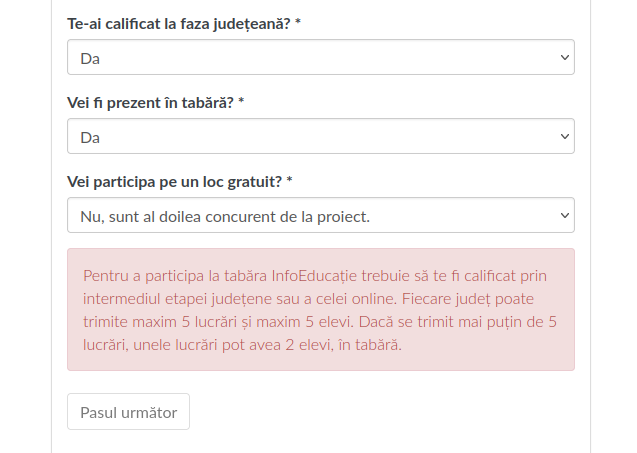 Te-ai calificat la faza județeană? *
Da
Vei fi prezent în tabără? *
Da
Vei participa pe un loc gratuit? *
Nu, sunt al doilea concurent de la proiect.
Pentru a participa la tabăra InfoEducație trebuie să te fi calificat prin
intermediul etapei județene sau a celei online. Fiecare județ poate
trimite maxim 5 lucrări și maxim 5 elevi. Dacă se trimit mai puțin de 5
lucrări, unele lucrări pot avea 2 elevi, în tabără.
Pasul următor